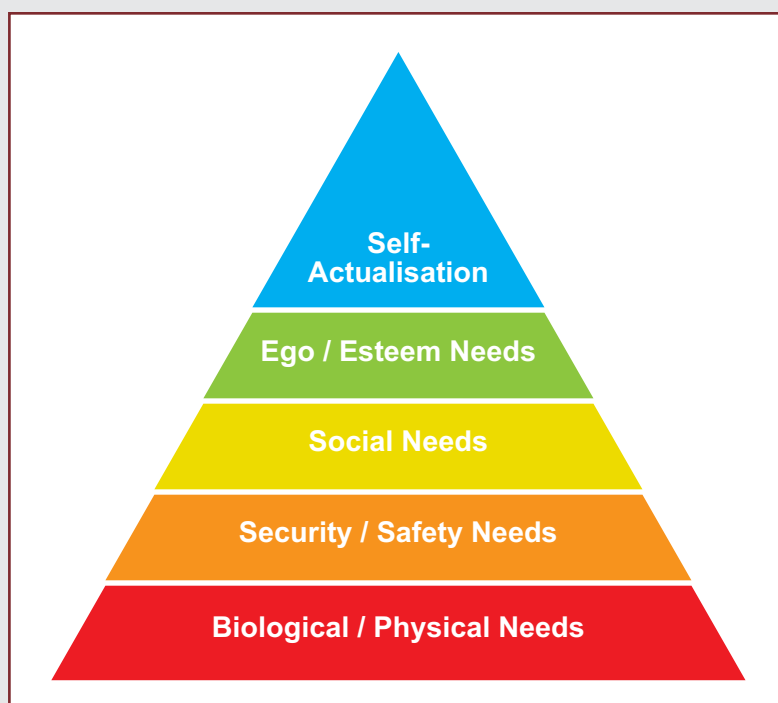 Self-
Actualisation
Ego / Esteem Needs
Social Needs
Security / Safety Needs
Biological / Physical Needs